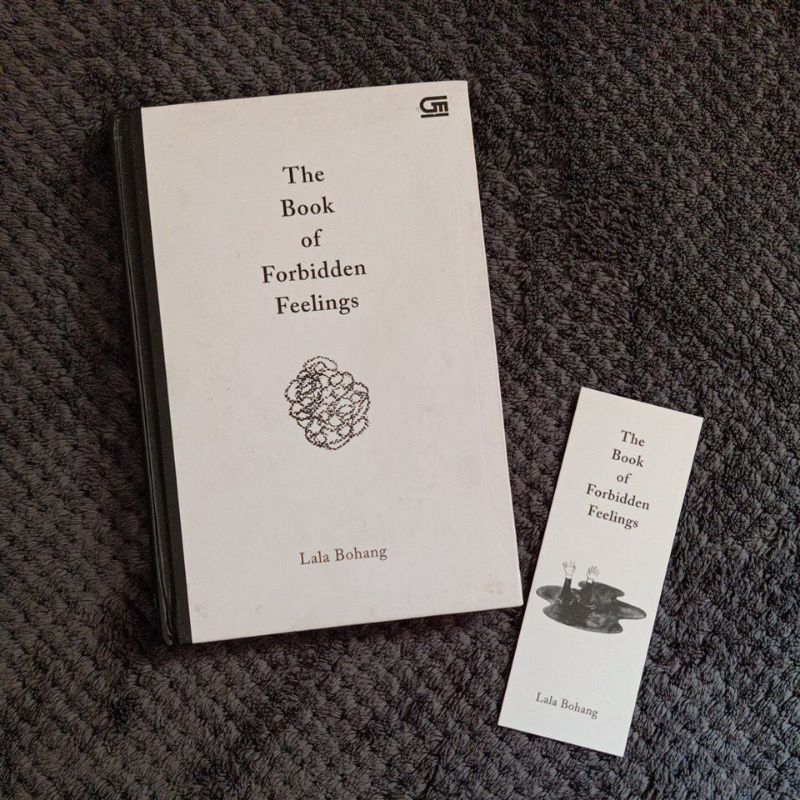 The
Book
of
Forbidden
Feelings
Lala Bohang
The
Book
of
Forbidden
Feelings
Lala Bohang